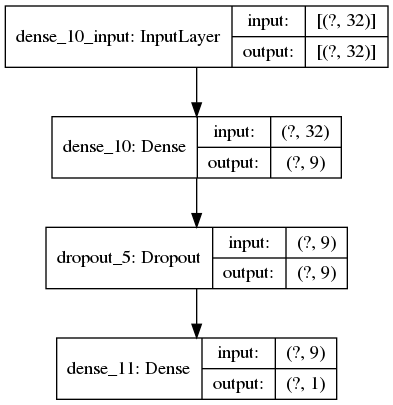 dense_10_input: InputLayer
input: [(?, 32)]
output: [(?, 32)]
dense_10: Dense
input: (?, 32)
output: (?, 9)
dropout_5: Dropout
input: (?, 9)
output: (?, 9)
dense_11: Dense
input: (?, 9)
output: (?, 1)